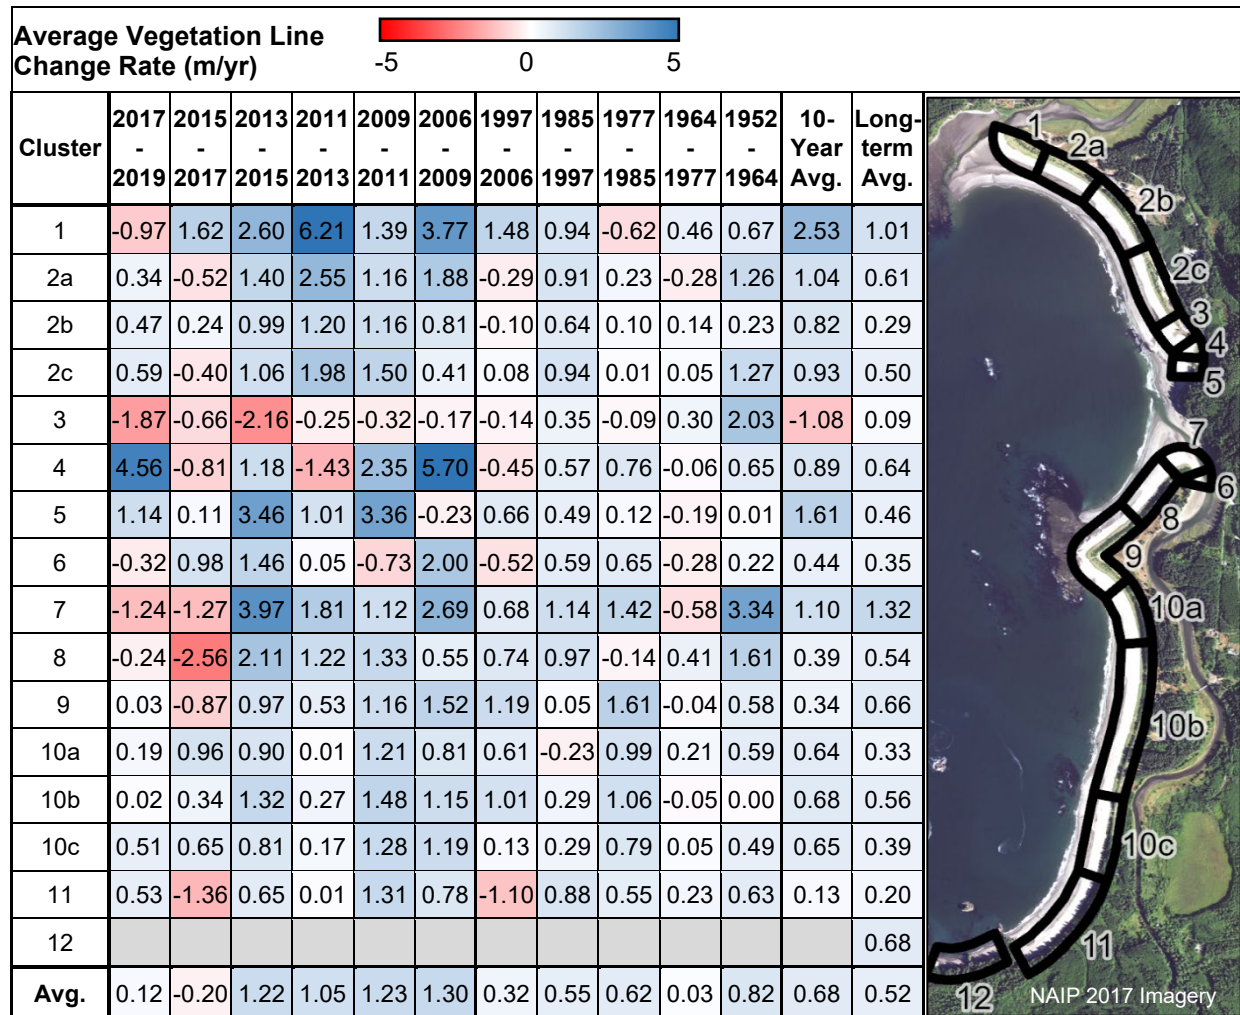 Average Vegetation Line
Change Rate (m/yr)
-5 0 5
Cluster 2017 - 2019 2015 - 2017 2013 - 2015 2011 - 2013 2009 - 2011 2006 - 2009 1997 - 2006 1985 - 1997 1977 - 1985 1964 - 1977 1952 - 1964 10-Year Avg. Long-term Avg.
1 -0.97 1.62 2.60 6.21 1.39 3.77 1.48 0.94 -0.62 0.46 0.67 2.53 1.01
2a 0.34 -0.52 1.40 2.55 1.16 1.88 -0.29 0.91 0.23 -0.28 1.26 1.04 0.61
2b 0.47 0.24 0.99 1.20 1.16 0.81 -0.10 0.64 0.10 0.14 0.23 0.82 0.29
2c 0.59 -0.40 1.06 1.98 1.50 0.41 0.08 0.94 0.01 0.05 1.27 0.93 0.50
3 -1.87 -0.66 -2.16 -0.25 -0.32 -0.17 -0.14 0.35 -0.09 0.30 2.03 -1.08 0.09
4 4.56 -0.81 1.18 -1.43 2.35 5.70 -0.45 0.57 0.76 -0.06 0.65 0.89 0.64
5 1.14 0.11 3.46 1.01 3.36 -0.23 0.66 0.49 0.12 -0.19 0.01 1.61 0.46
6 -0.32 0.98 1.46 0.05 -0.73 2.00 -0.52 0.59 0.65 -0.28 0.22 0.44 0.35
7 -1.24 -1.27 3.97 1.81 1.12 2.69 0.68 1.14 1.42 -0.58 3.34 1.10 1.32
8 -0.24 -2.56 2.11 1.22 1.33 0.55 0.74 0.97 -0.14 0.41 1.61 0.39 0.54
9 0.03 -0.87 0.97 0.53 1.16 1.52 1.19 0.05 1.61 -0.04 0.58 0.34 0.66
10a 0.19 0.96 0.90 0.01 1.21 0.81 0.61 -0.23 0.99 0.21 0.59 0.64 0.33
10b 0.02 0.34 1.32 0.27 1.48 1.15 1.01 0.29 1.06 -0.05 0.00 0.68 0.56
10c 0.51 0.65 0.81 0.17 1.28 1.19 0.13 0.29 0.79 0.05 0.49 0.65 0.39
11 0.53 -1.36 0.65 0.01 1.31 0.78 -1.10 0.88 0.55 0.23 0.63 0.13 0.20
12 0.68
Avg. 0.12 -0.20 1.22 1.05 1.23 1.30 0.32 0.55 0.62 0.03 0.82 0.68 0.52
1
2a
2b
2c
3
4
5
7
6
8
9
10a
10b
10c
11
12
NAIP 2017 Imagery